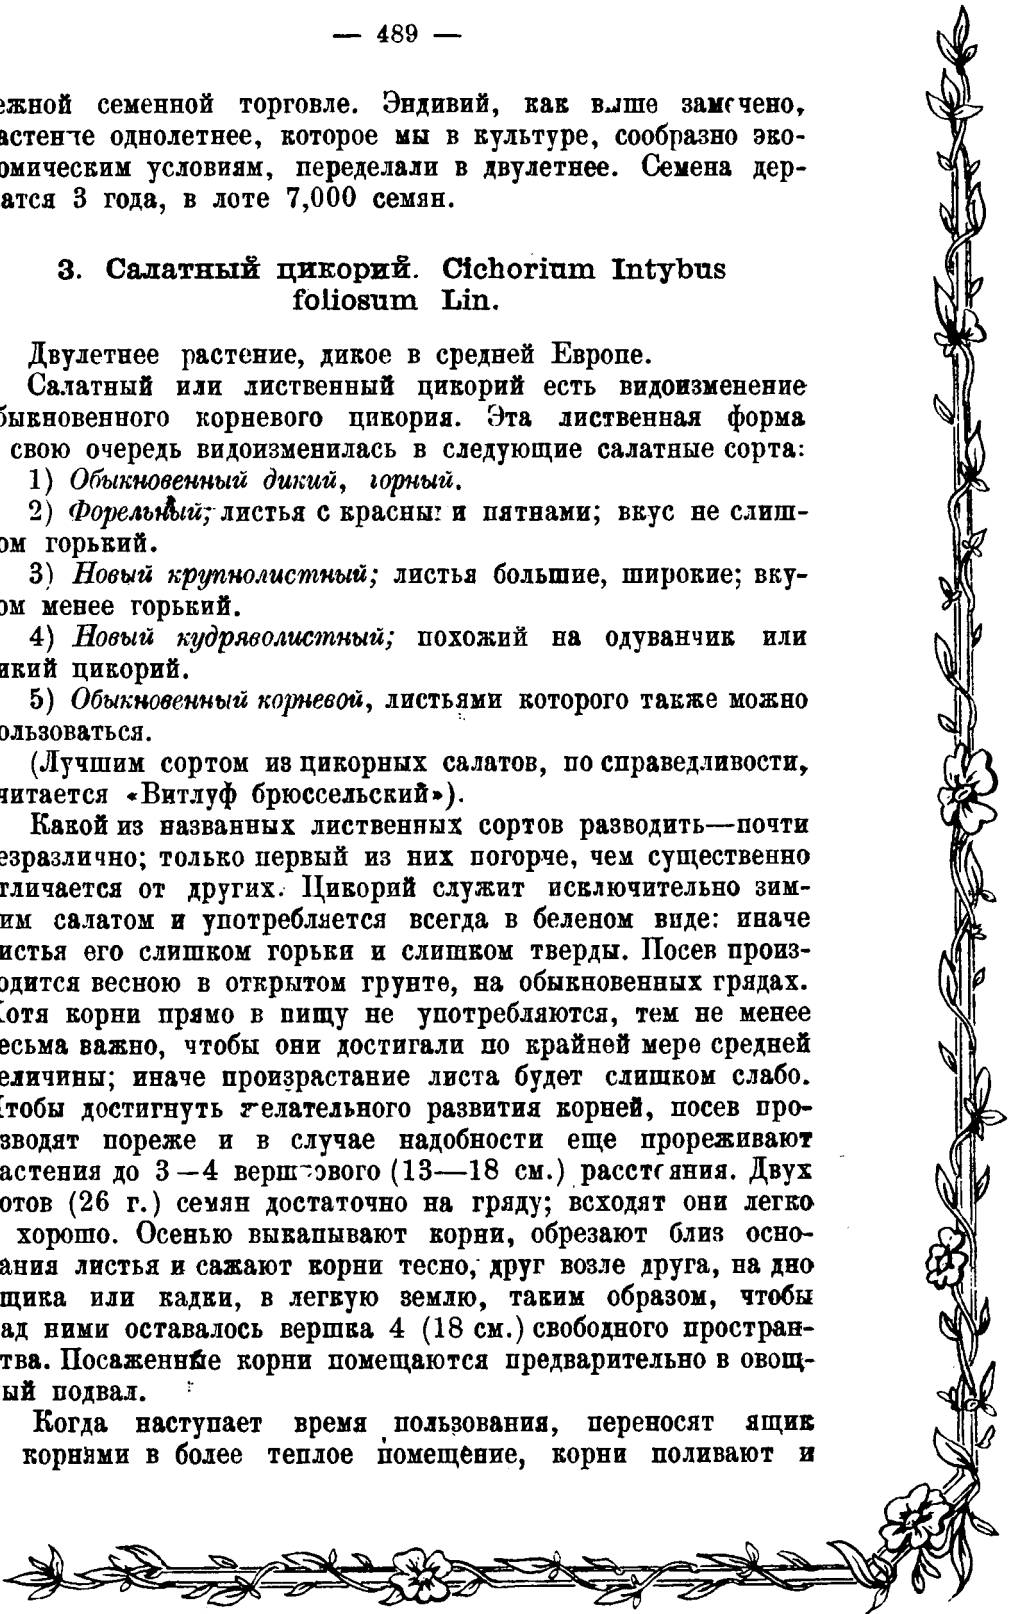 — 489 —
ежной семенной торговле. Эндивий, как выше замечено,
астение однолетнее, которое мы в культуре, сообразно эко-
омическим условиям, переделали в двулетнее. Семена дер-
атся 3 года, в лоте 7,000 семян.
3. Салатный цикорий. Cichorium Intybus
foliosum Lin.
Двулетнее растение, дикое в средней Европе.
Салатный или лиственный цикорий есть видоизменение
быкновенного корневого цикория. Эта лиственная форма
свою очередь видоизменилась в следующие салатные сорта:
1) Обыкновенный дикий, горный.
2) Форельный; листья с красными пятнами; вкус не слиш-
ом горький.
3) Новый крупнолистный; листья большие, широкие; вку-
ом менее горький.
4) Новый кудряволистный; похожий на одуванчик или
икий цикорий.
5) Обыкновенный корневой, листьями которого также можно
ользоваться.
(Лучшим сортом из цикорных салатов, по справедливости,
читается «Витлуф брюссельский»).
Какой из названных лиственных сортов разводить—почти
езразлично; только первый из них погорче, чем существенно
тличается от других. Цикорий служит исключительно зим-
им салатом и употребляется всегда в беленом виде: иначе
истья его слишком горьки и слишком тверды. Посев произ-
одится весною в открытом грунте, на обыкновенных грядах.
отя корни прямо в пищу не употребляются, тем не менее
есьма важно, чтобы они достигали по крайней мере средней
еличины; иначе произрастание листа будет слишком слабо.
тобы достигнуть желательного развития корней, посев про-
зводят пореже и в случае надобности еще прореживают
астения до 3—4 вершкового (13—18 см.) расстояния. Двух
отов (26 г.) семян достаточно на гряду; всходят они легко
хорошо. Осенью выкапывают корни, обрезают близ осно-
ания листья и сажают корни тесно, друг возле друга, на дно
щика или кадки, в легкую землю, таким образом, чтобы
ад ними оставалось вершка 4 (18 см.) свободного простран-
тва. Посаженные корни помещаются предварительно в овощ-
ый подвал.
Когда наступает время пользования, переносят ящик
корнями в более теплое помещение, корни поливают и